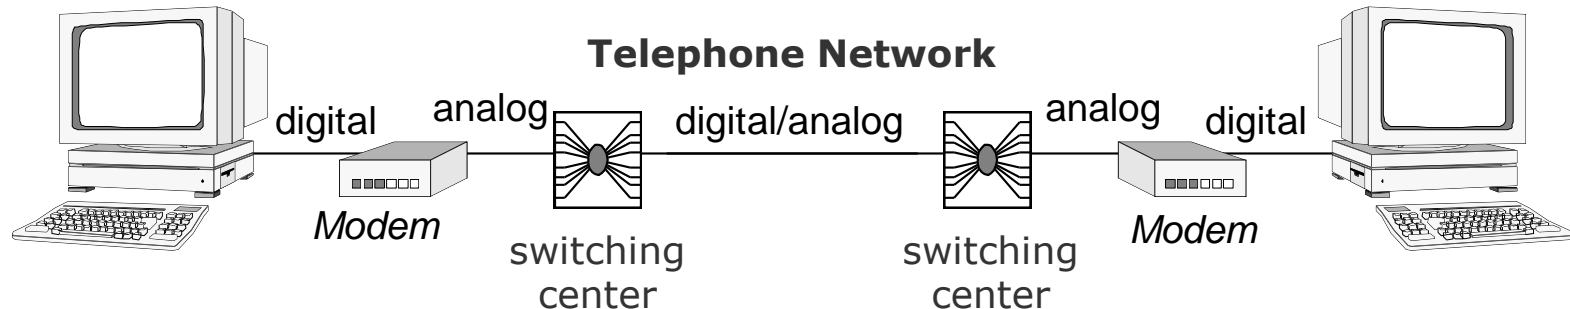 Telephone Network
digital
analog
digital/analog
analog
digital
Modem
switching
center
switching
center
Modem